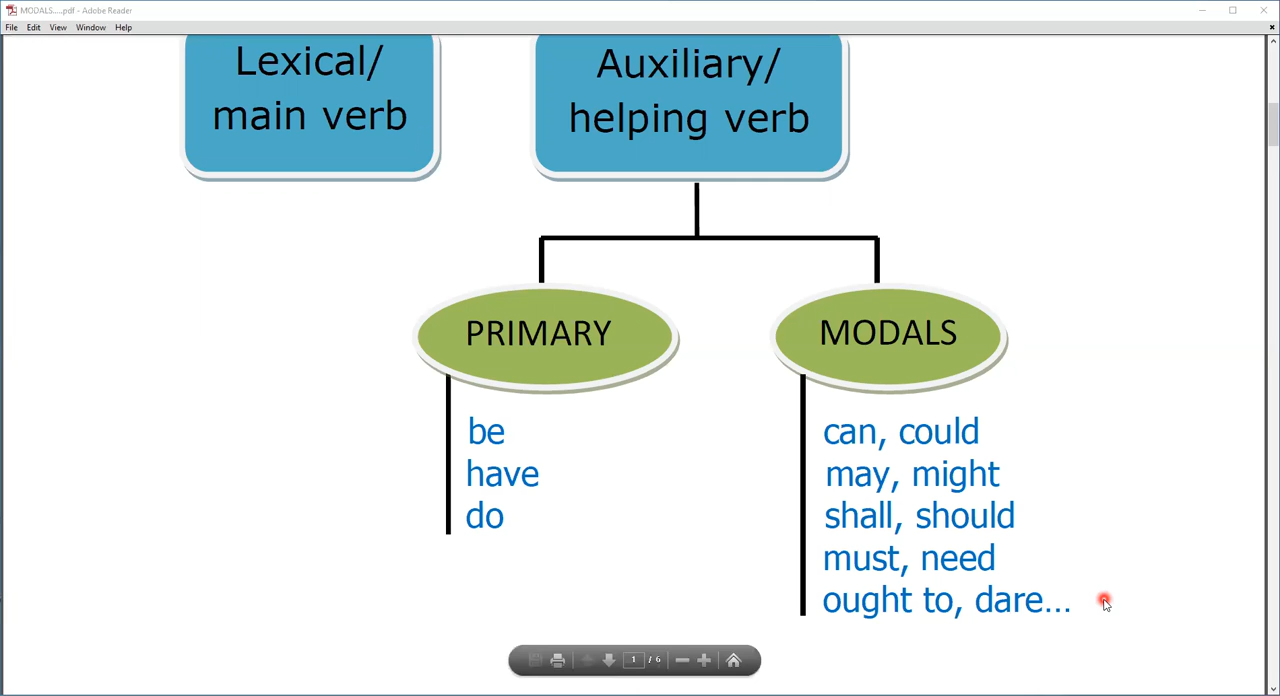 MODALS....pdf - Adobe Reader
File Edit View Window Help
Lexical/
main verb
Auxiliary/
helping verb
PRIMARY
MODALS
be
have
do
can, could
may, might
shall, should
must, need
ought to, dare...
1 / 6